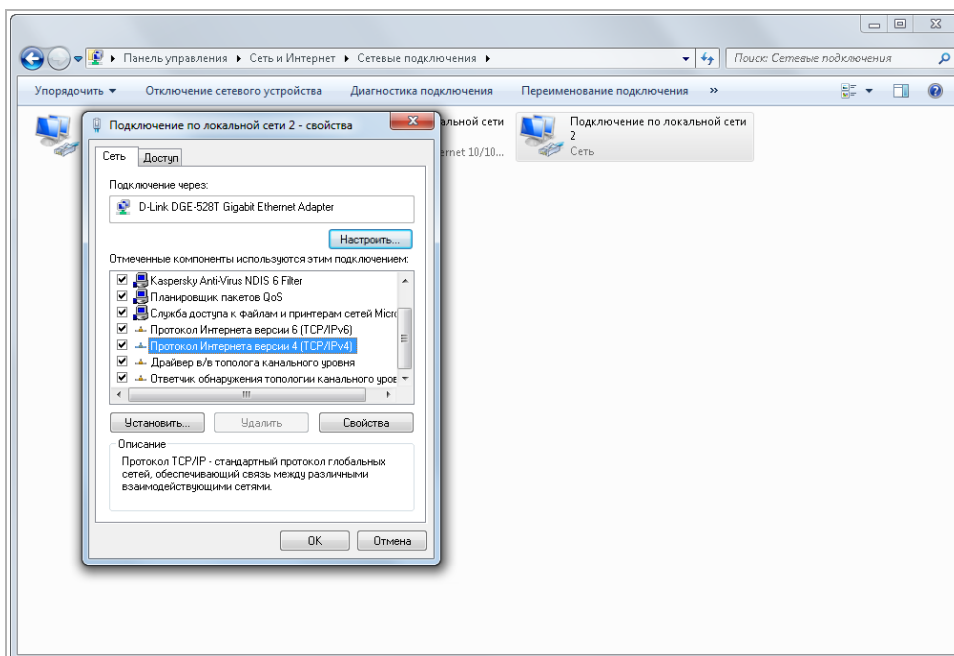 Панель управления ▸ Сеть и Интернет ▸ Сетевые подключения ▸
Поиск: Сетевые подключения
Упорядочить
Отключение сетевого устройства
Диагностика подключения
Переименование подключения
»
альной сети
ernet 10/10...
Подключение по локальной сети
2
Сеть
Подключение по локальной сети 2 - свойства
Сеть
Доступ
Подключение через:
D-Link DGE-528T Gigabit Ethernet Adapter
Настроить...
Отмеченные компоненты используются этим подключением:
Kaspersky Anti-Virus NDIS 6 Filter
Планировщик пакетов QoS
Служба доступа к файлам и принтерам сетей Micro
Протокол Интернета версии 6 (TCP/IPv6)
Протокол Интернета версии 4 (TCP/IPv4)
Драйвер в/в тополога канального уровня
Ответчик обнаружения топологии канального уров
Установить...
Удалить
Свойства
Описание
Протокол TCP/IP - стандартный протокол глобальных
сетей, обеспечивающий связь между различными
взаимодействующими сетями.
OK
Отмена